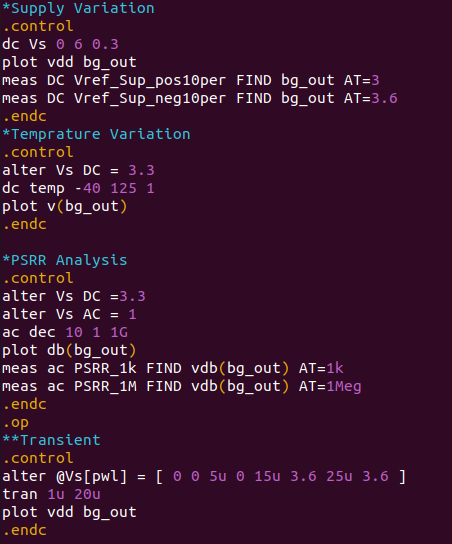 *Supply Variation
.control
dc Vs 0 6 0.3
plot vdd bg_out
meas DC Vref_Sup_pos10per FIND bg_out AT=3
meas DC Vref_Sup_neg10per FIND bg_out AT=3.6
.endc
*Temprature Variation
.control
alter Vs DC = 3.3
dc temp -40 125 1
plot v(bg_out)
.endc
*PSRR Analysis
.control
alter Vs DC =3.3
alter Vs AC = 1
ac dec 10 1 1G
plot db(bg_out)
meas ac PSRR_1k FIND vdb(bg_out) AT=1k
meas ac PSRR_1M FIND vdb(bg_out) AT=1Meg
.endc
.op
**Transient
.control
alter @Vs[pwl] = [ 0 0 5u 0 15u 3.6 25u 3.6 ]
tran 1u 20u
plot vdd bg_out
.endc